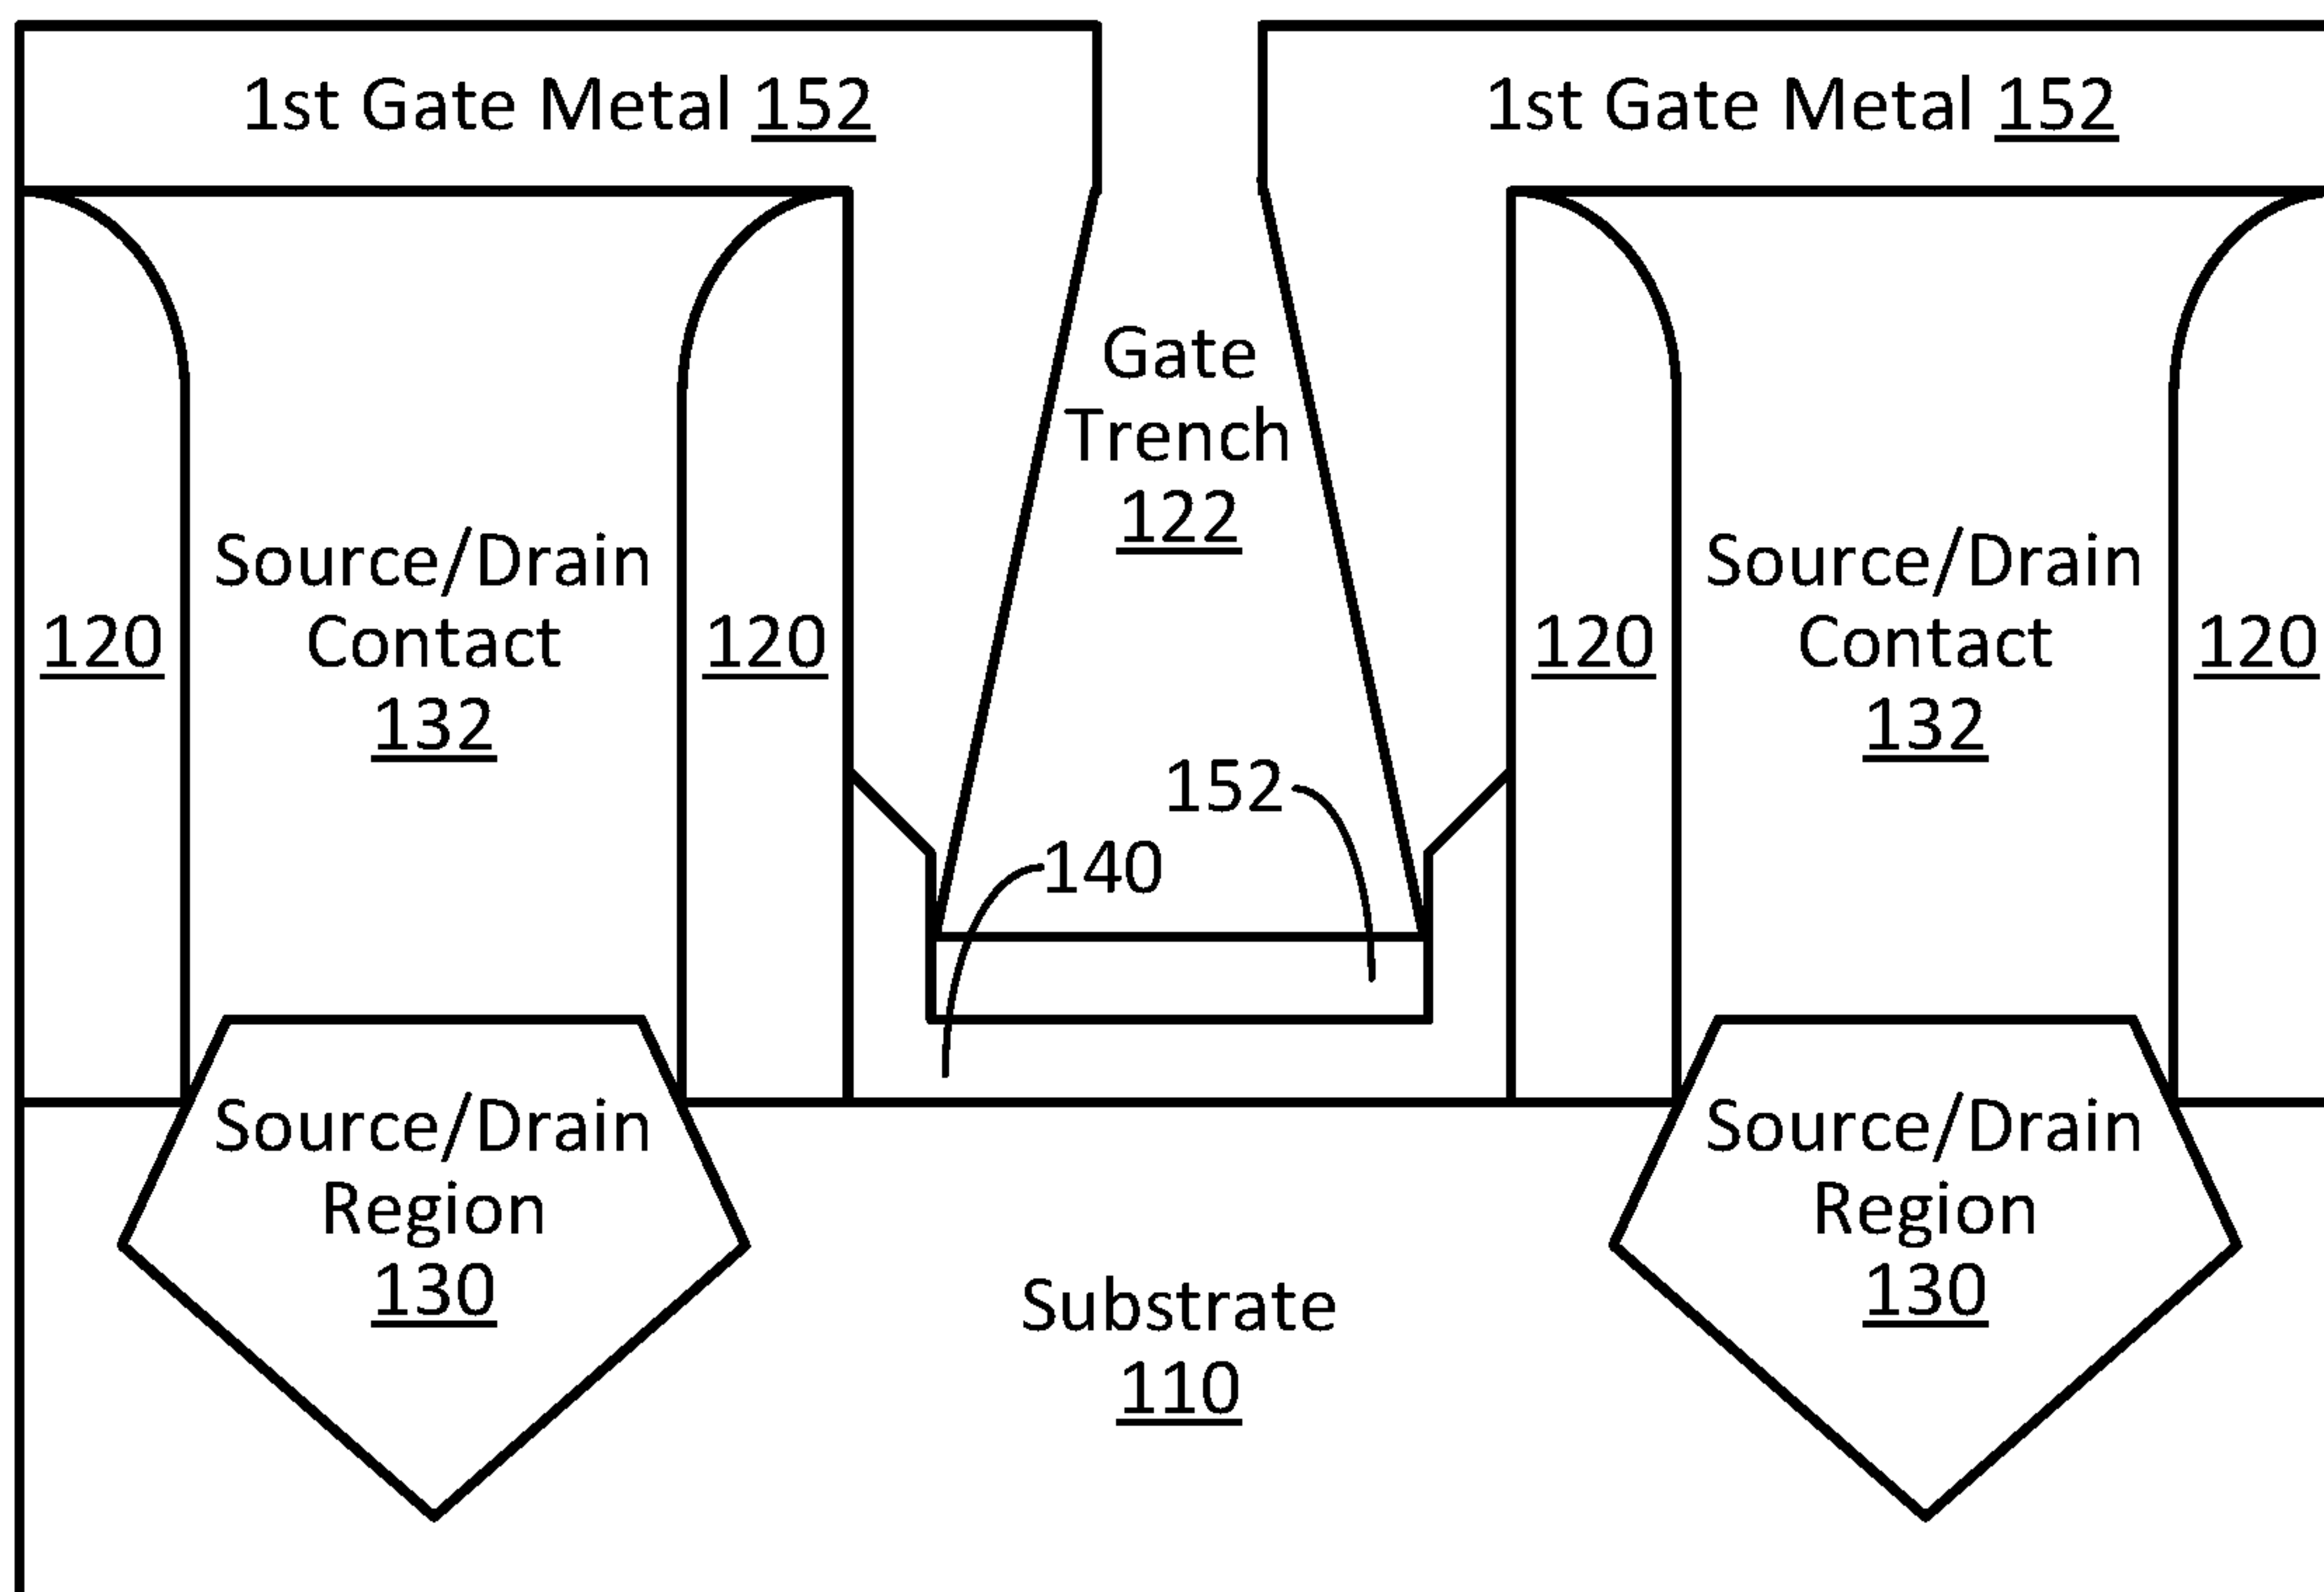 1st Gate Metal 152
1st Gate Metal 152
Gate
Trench
122
Source/Drain
Contact
132
Source/Drain
Contact
132
120
120
120
120
152
140
Source/Drain
Region
130
Source/Drain
Region
130
Substrate
110